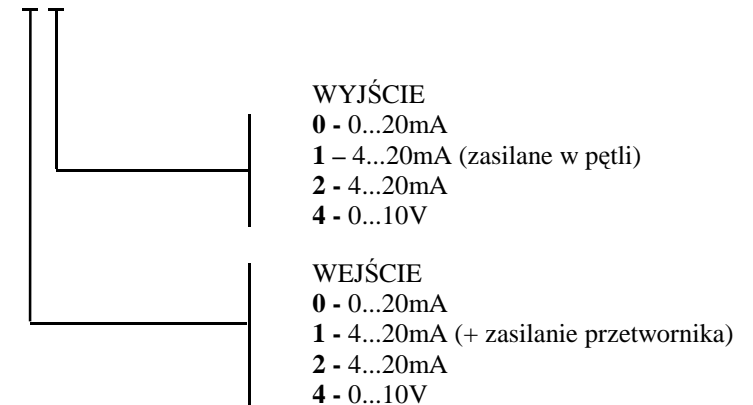 WYJŚCIE
0 - 0...20mA
1 – 4...20mA (zasilane w pętli)
2 - 4...20mA
4 - 0...10V
WEJŚCIE
0 - 0...20mA
1 - 4...20mA (+ zasilanie przetwornika)
2 - 4...20mA
4 - 0...10V